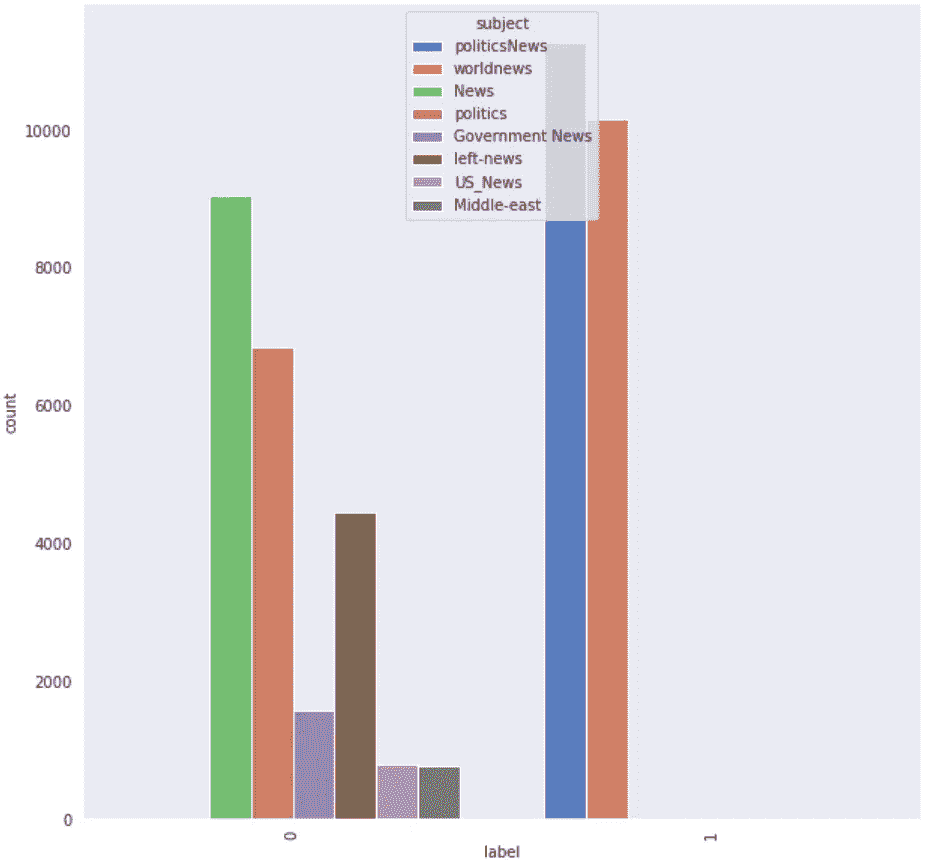 subject
politicsNews
worldnews
News
politics
Government News
left-news
US_News
Middle-east
10000
8000
6000
4000
2000
0
count
0
1
label